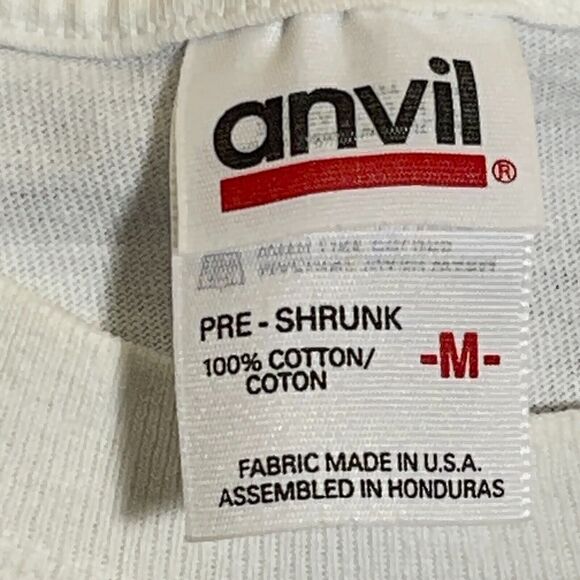 anvil®
PRE-SHRUNK
100% COTTON/
COTON
-M-
FABRIC MADE IN U.S.A.
ASSEMBLED IN HONDURAS